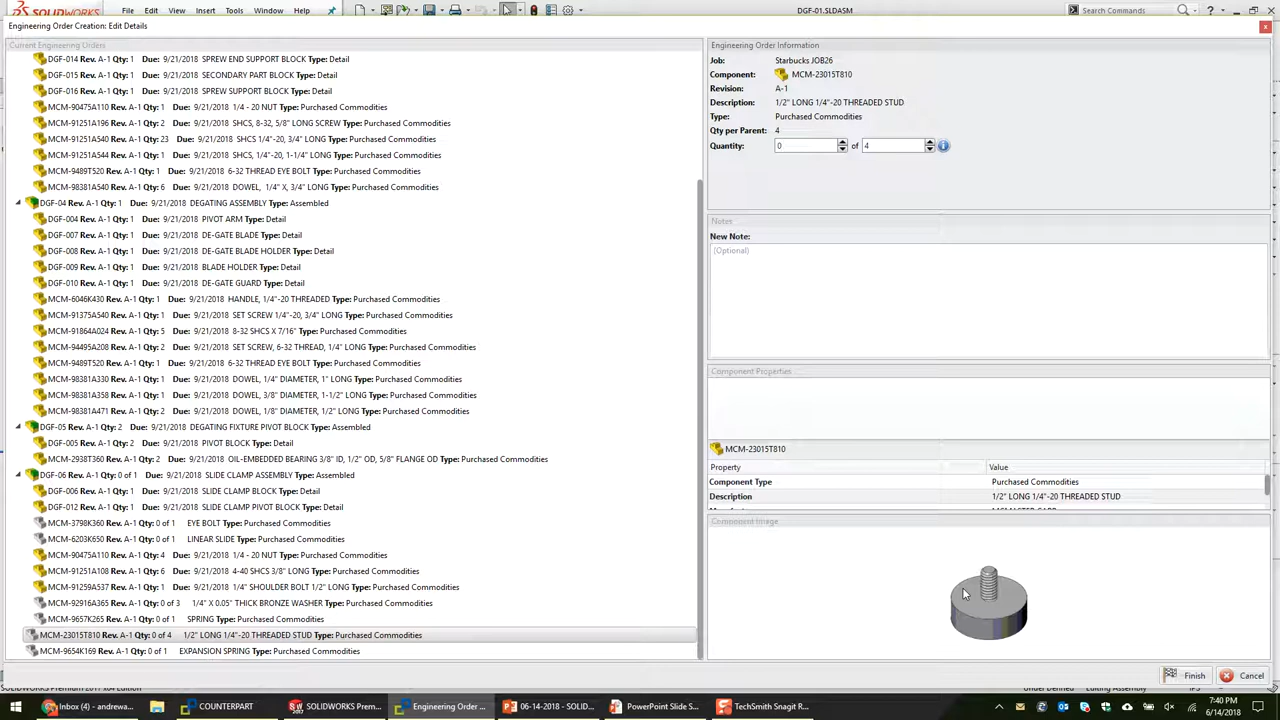 SOLIDWORKS File Edit View Insert Tools Window Help DGF-01.SLDASM Search Commands
Engineering Order Creation: Edit Details
Current Engineering Orders
DGF-014 Rev. A-1 Qty: 1 Due: 9/21/2018 SPREW END SUPPORT BLOCK Type: Detail
DGF-015 Rev. A-1 Qty: 1 Due: 9/21/2018 SECONDARY PART BLOCK Type: Detail
DGF-016 Rev. A-1 Qty: 1 Due: 9/21/2018 SPREW SUPPORT BLOCK Type: Detail
MCM-90475A110 Rev. A-1 Qty: 1 Due: 9/21/2018 1/4 - 20 NUT Type: Purchased Commodities
MCM-91251A196 Rev. A-1 Qty: 2 Due: 9/21/2018 SHCS, 8-32, 5/8" LONG SCREW Type: Purchased Commodities
MCM-91251A540 Rev. A-1 Qty: 23 Due: 9/21/2018 SHCS 1/4"-20, 3/4" LONG Type: Purchased Commodities
MCM-91251A544 Rev. A-1 Qty: 1 Due: 9/21/2018 SHCS, 1/4"-20, 1-1/4" LONG Type: Purchased Commodities
MCM-9489T520 Rev. A-1 Qty: 1 Due: 9/21/2018 6-32 THREAD EYE BOLT Type: Purchased Commodities
MCM-98381A540 Rev. A-1 Qty: 6 Due: 9/21/2018 DOWEL, 1/4" X, 3/4" LONG Type: Purchased Commodities
DGF-04 Rev. A-1 Qty: 1 Due: 9/21/2018 DEGATING ASSEMBLY Type: Assembled
DGF-004 Rev. A-1 Qty: 1 Due: 9/21/2018 PIVOT ARM Type: Detail
DGF-007 Rev. A-1 Qty: 1 Due: 9/21/2018 DE-GATE BLADE Type: Detail
DGF-008 Rev. A-1 Qty: 1 Due: 9/21/2018 DE-GATE BLADE HOLDER Type: Detail
DGF-009 Rev. A-1 Qty: 1 Due: 9/21/2018 BLADE HOLDER Type: Detail
DGF-010 Rev. A-1 Qty: 1 Due: 9/21/2018 DE-GATE GUARD Type: Detail
MCM-6046K430 Rev. A-1 Qty: 1 Due: 9/21/2018 HANDLE, 1/4"-20 THREADED Type: Purchased Commodities
MCM-91375A540 Rev. A-1 Qty: 1 Due: 9/21/2018 SET SCREW 1/4"-20, 3/4" LONG Type: Purchased Commodities
MCM-91864A024 Rev. A-1 Qty: 5 Due: 9/21/2018 8-32 SHCS X 7/16" Type: Purchased Commodities
MCM-94495A208 Rev. A-1 Qty: 2 Due: 9/21/2018 SET SCREW, 6-32 THREAD, 1/4" LONG Type: Purchased Commodities
MCM-9489T520 Rev. A-1 Qty: 1 Due: 9/21/2018 6-32 THREAD EYE BOLT Type: Purchased Commodities
MCM-98381A330 Rev. A-1 Qty: 1 Due: 9/21/2018 DOWEL, 1/4" DIAMETER, 1" LONG Type: Purchased Commodities
MCM-98381A358 Rev. A-1 Qty: 1 Due: 9/21/2018 DOWEL, 3/8" DIAMETER, 1-1/2" LONG Type: Purchased Commodities
MCM-98381A471 Rev. A-1 Qty: 2 Due: 9/21/2018 DOWEL, 1/8" DIAMETER, 1/2" LONG Type: Purchased Commodities
DGF-05 Rev. A-1 Qty: 2 Due: 9/21/2018 DEGATING FIXTURE PIVOT BLOCK Type: Assembled
DGF-005 Rev. A-1 Qty: 2 Due: 9/21/2018 PIVOT BLOCK Type: Detail
MCM-2938T360 Rev. A-1 Qty: 2 Due: 9/21/2018 OIL-EMBEDDED BEARING 3/8" ID, 1/2" OD, 5/8" FLANGE OD Type: Purchased Commodities
DGF-06 Rev. A-1 Qty: 0 of 1 Due: 9/21/2018 SLIDE CLAMP ASSEMBLY Type: Assembled
DGF-006 Rev. A-1 Qty: 1 Due: 9/21/2018 SLIDE CLAMP BLOCK Type: Detail
DGF-012 Rev. A-1 Qty: 1 Due: 9/21/2018 SLIDE CLAMP PIVOT BLOCK Type: Detail
MCM-3798K360 Rev. A-1 Qty: 0 of 1 EYE BOLT Type: Purchased Commodities
MCM-6203K650 Rev. A-1 Qty: 0 of 1 LINEAR SLIDE Type: Purchased Commodities
MCM-90475A110 Rev. A-1 Qty: 4 Due: 9/21/2018 1/4 - 20 NUT Type: Purchased Commodities
MCM-91251A108 Rev. A-1 Qty: 6 Due: 9/21/2018 4-40 SHCS 3/8" LONG Type: Purchased Commodities
MCM-91259A537 Rev. A-1 Qty: 1 Due: 9/21/2018 1/4" SHOULDER BOLT 1/2" LONG Type: Purchased Commodities
MCM-92916A365 Rev. A-1 Qty: 0 of 3 1/4" X 0.05" THICK BRONZE WASHER Type: Purchased Commodities
MCM-9657K265 Rev. A-1 Qty: 0 of 1 SPRING Type: Purchased Commodities
MCM-23015T810 Rev. A-1 Qty: 0 of 4 1/2" LONG 1/4"-20 THREADED STUD Type: Purchased Commodities
MCM-9654K169 Rev. A-1 Qty: 0 of 1 EXPANSION SPRING Type: Purchased Commodities
Engineering Order Information
Job: Starbucks JOB26
Component: MCM-23015T810
Revision: A-1
Description: 1/2" LONG 1/4"-20 THREADED STUD
Type: Purchased Commodities
Qty per Parent: 4
Quantity: 0 of 4
Notes
New Note:
(Optional)
Component Properties
MCM-23015T810
Property Value
Component Type Purchased Commodities
Description 1/2" LONG 1/4"-20 THREADED STUD
Component Image
Finish Cancel
Inbox (4) - andrewa... COUNTERPART SOLIDWORKS Prem... Engineering Order ... 06-14-2018 - SOLID... PowerPoint Slide S... TechSmith Snagit R...
7:40 PM
6/14/2018